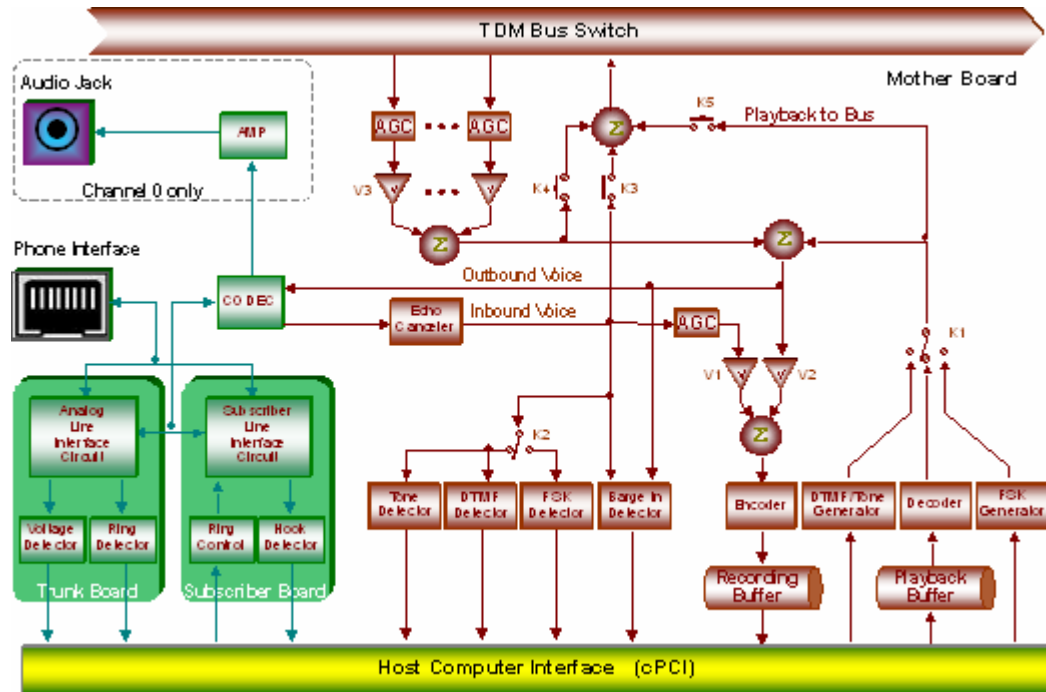 TDM Bus Switch
Mother Board
Audio Jack
AMP
Channel 0 only
AGC
AGC
K5
Playback to Bus
Σ
V3
V
V
K4
K3
Σ
Σ
Phone Interface
Outbound Voice
CODEC
Echo
Canceler
Inbound Voice
AGC
K1
V1
V
V
V2
Analog
Line
Interface
Circuit
Subscriber
Line
Interface
Circuit
Σ
K2
Voltage
Detector
Ring
Detector
Ring
Control
Hook
Detector
Tone
Detector
DTMF
Detector
FSK
Detector
Barge In
Detector
Encoder
DTMF/Tone
Generator
Decoder
FSK
Generator
Trunk Board
Subscriber Board
Recording
Buffer
Playback
Buffer
Host Computer Interface (cPCI)